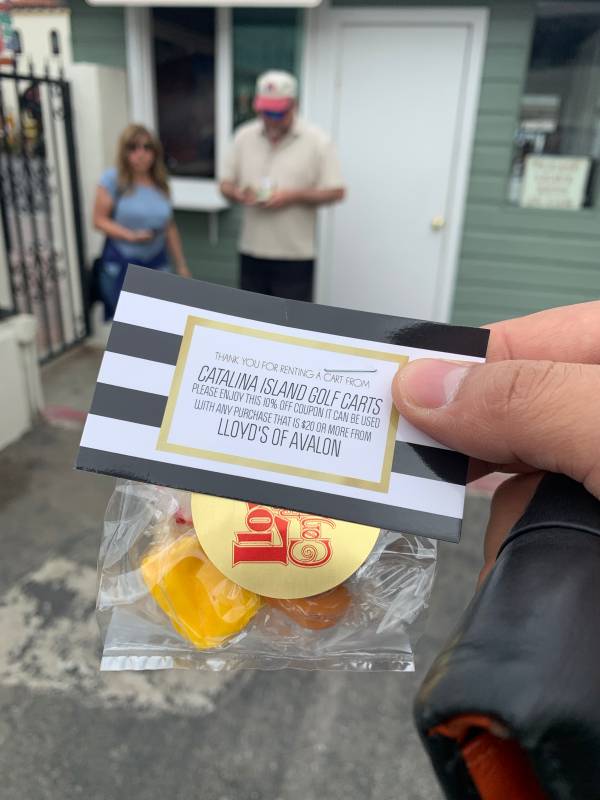 THANK YOU FOR RENTING A CART FROM
CATALINA ISLAND GOLF CARTS
PLEASE ENJOY THIS 10% OFF COUPON IT CAN BE USED
WITH ANY PURCHASE THAT IS $20 OR MORE FROM
LLOYD'S OF AVALON